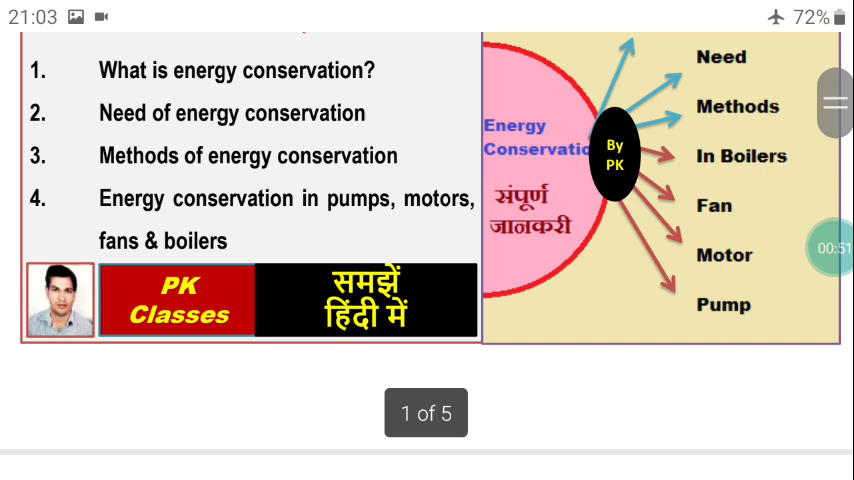 21:03
72%
1. What is energy conservation?
2. Need of energy conservation
3. Methods of energy conservation
4. Energy conservation in pumps, motors,
fans & boilers
PK
Classes
समझें
हिंदी में
Energy
Conservatio
संपूर्ण
जानकरी
By
PK
Need
Methods
In Boilers
Fan
Motor
Pump
00:51
1 of 5